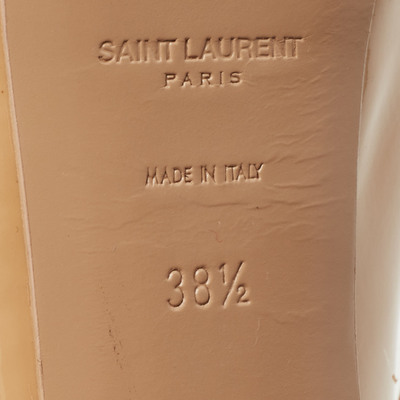 SAINT LAURENT
PARIS
MADE IN ITALY
38½